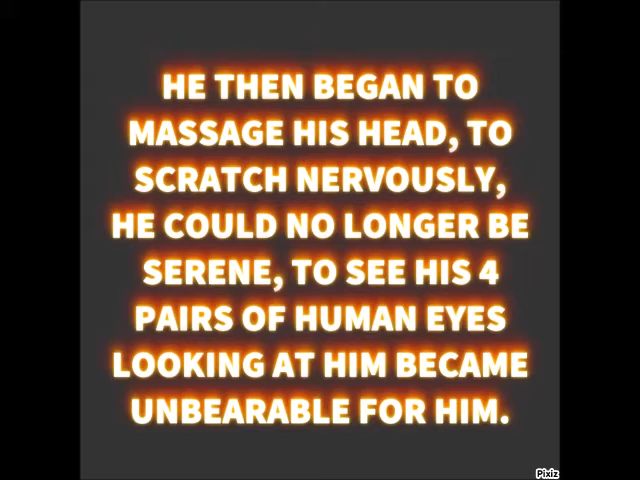 HE THEN BEGAN TO
MASSAGE HIS HEAD, TO
SCRATCH NERVOUSLY,
HE COULD NO LONGER BE
SERENE, TO SEE HIS 4
PAIRS OF HUMAN EYES
LOOKING AT HIM BECAME
UNBEARABLE FOR HIM.
Pixiz